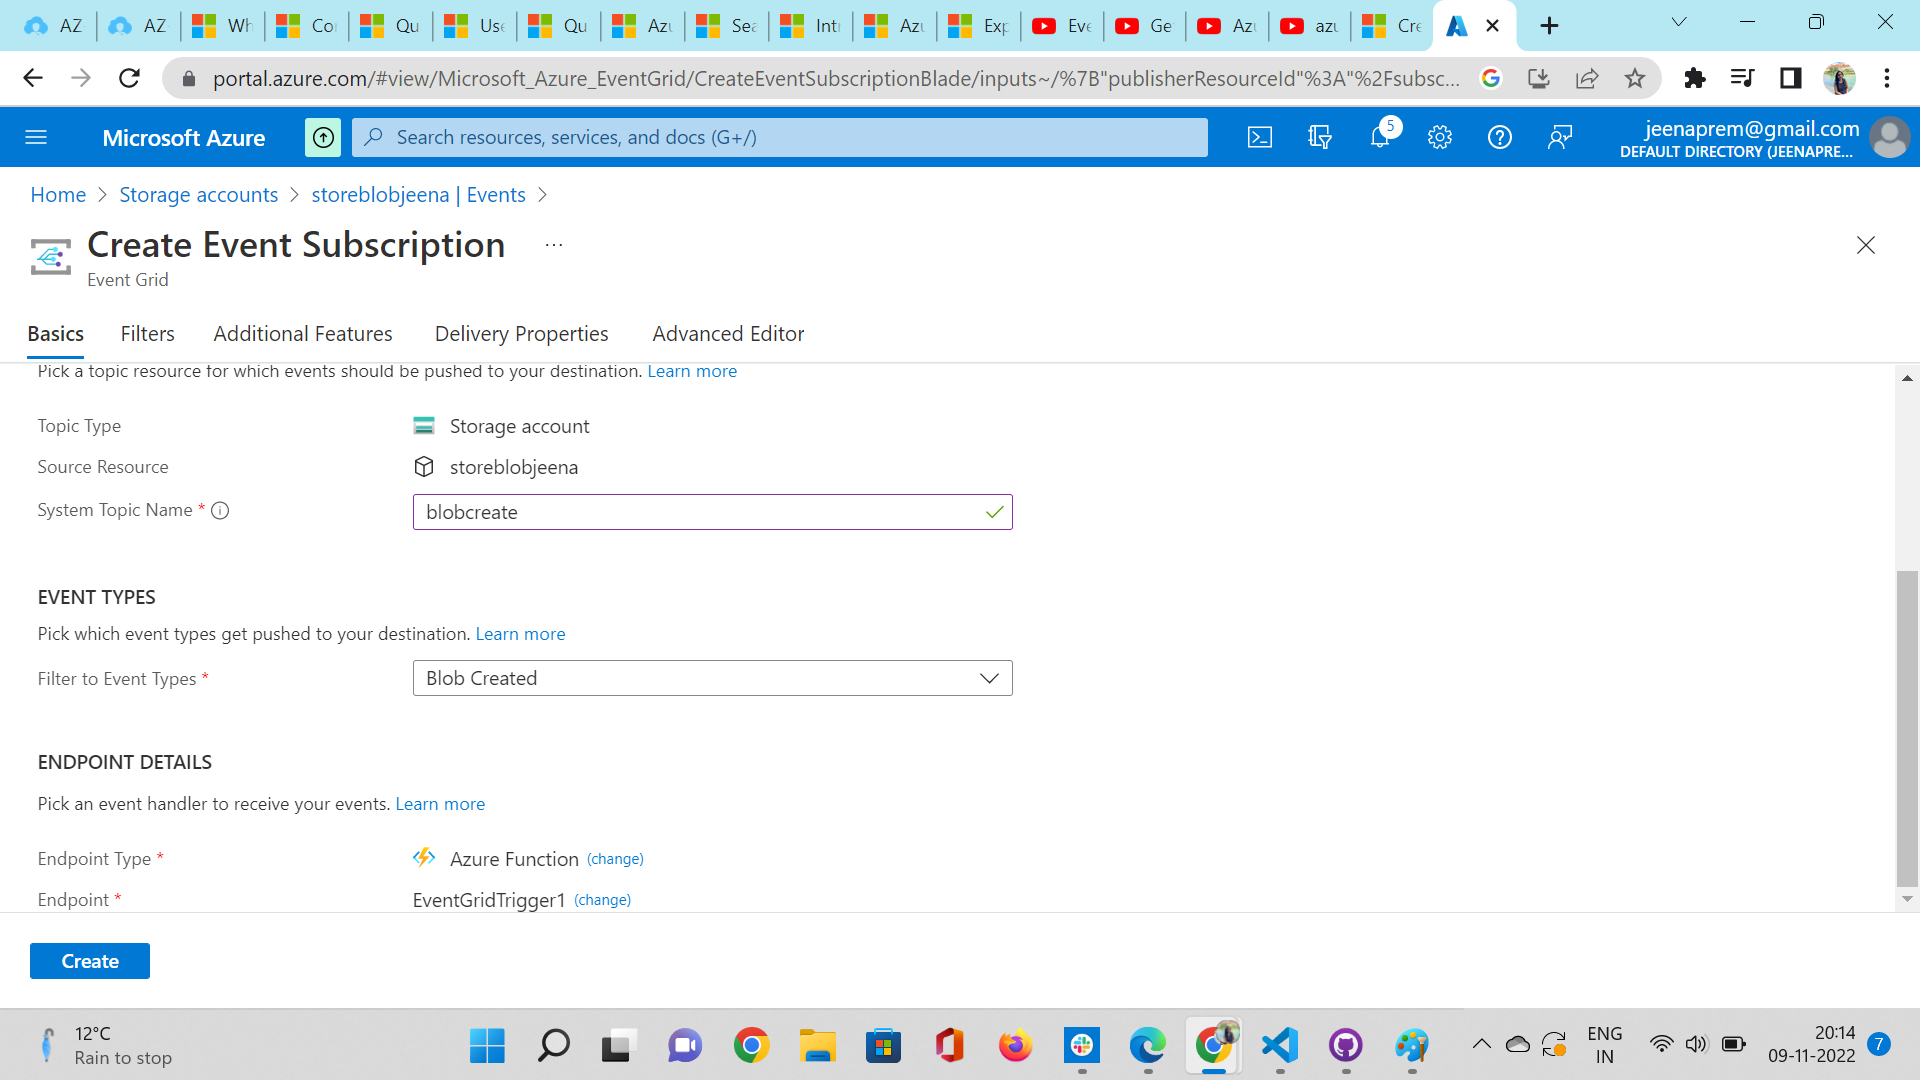 AZ
AZ
Wh
Co
Qu
Use
Qu
Azu
Sea
Int
Azu
Exp
Eve
Ge
Az
azu
Cre
portal.azure.com/#view/Microsoft_Azure_EventGrid/CreateEventSubscriptionBlade/inputs~/%7B"publisherResourceId"%3A"%2Fsubsc...
Microsoft Azure
Search resources, services, and docs (G+/)
5
jeenaprem@gmail.com
DEFAULT DIRECTORY (JEENAPRE...
Home > Storage accounts > storeblobjeena | Events >
Create Event Subscription ...
Event Grid
Basics Filters Additional Features Delivery Properties Advanced Editor
Pick a topic resource for which events should be pushed to your destination. Learn more
Topic Type Storage account
Source Resource storeblobjeena
System Topic Name * blobcreate
EVENT TYPES
Pick which event types get pushed to your destination. Learn more
Filter to Event Types * Blob Created
ENDPOINT DETAILS
Pick an event handler to receive your events. Learn more
Endpoint Type * Azure Function (change)
Endpoint * EventGridTrigger1 (change)
Create
12°C
Rain to stop
ENG
IN
20:14
09-11-2022
7